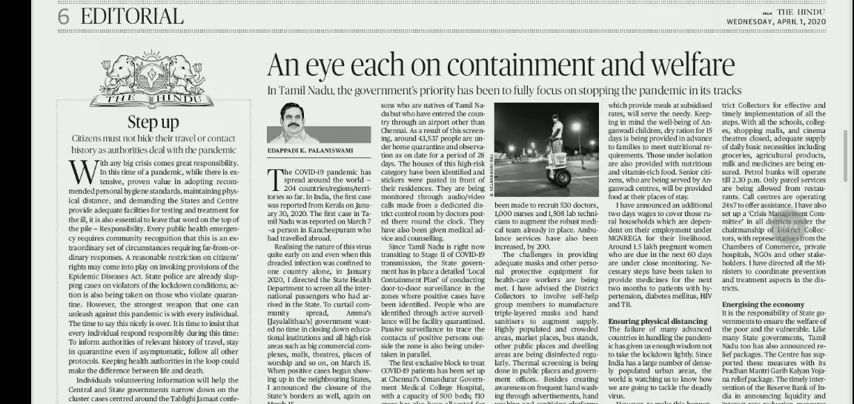 6 EDITORIAL
THE HINDU
WEDNESDAY, APRIL 1, 2020
THE HINDU
Step up
Citizens must not hide their travel or contact
history as authorities deal with the pandemic
With any big crisis comes great responsibility.
In this time of a pandemic, while there is ex-
tensive, proven value in adopting recom-
mended personal hygiene standards, maintaining phys-
ical distance, and demanding the States and Centre
provide adequate facilities for testing and treatment for
the ill, it is also essential to leave that word on the top of
the pile – Responsibility. Every public health emergen-
cy requires community recognition that this is an ex-
traordinary set of circumstances requiring far-from-or-
dinary responses. A reasonable restriction on citizens'
rights may come into play on invoking provisions of the
Epidemic Diseases Act. State police are already slap-
ping cases on violators of the lockdown conditions; ac-
tion is also being taken on those who violate quaran-
tine. However, the strongest weapon that one can
unleash against this pandemic is with every individual.
The time to say this nicely is over. It is time to insist that
every individual respond responsibly during this time:
To inform authorities of relevant history of travel, stay
in quarantine even if asymptomatic, follow all other
protocols. Keeping health authorities in the loop could
make the difference between life and death.
Individuals volunteering information will help the
Central and State governments narrow down on the
cluster cases centred around the Tablighi Jamaat confe-
An eye each on containment and welfare
In Tamil Nadu, the government's priority has been to fully focus on stopping the pandemic in its tracks
EDAPPADI K. PALANISWAMI
The COVID-19 pandemic has
spread around the world –
204 countries/regions/terri-
tories so far. In India, the first case
was reported from Kerala on Janu-
ary 30, 2020. The first case in Ta-
mil Nadu was reported on March 7
– a person in Kancheepuram who
had travelled abroad.
Realising the nature of this virus
quite early on and even when this
dreaded infection was confined to
one country alone, in January
2020, I directed the State Health
Department to screen all the inter-
national passengers who had ar-
rived in the State. To curtail com-
munity spread, Amma's
(Jayalalithaa's) government wast-
ed no time in closing down educa-
tional institutions and all high-risk
areas such as big commercial com-
plexes, malls, theatres, places of
worship and so on, on March 15.
When positive cases began show-
ing up in the neighbouring States,
I announced the closure of the
State's borders as well, again on
sons who are natives of Tamil Na-
du but who have entered the coun-
try through an airport other than
Chennai. As a result of this screen-
ing, around 43,537 people are un-
der home quarantine and observa-
tion as on date for a period of 28
days. The houses of this high-risk
category have been identified and
stickers were pasted in front of
their residences. They are being
monitored through audio/video
calls made from a dedicated dis-
trict control room by doctors post-
ed there round the clock. They
have also been given medical ad-
vice and counselling.
Since Tamil Nadu is right now
transiting to Stage II of COVID-19
transmission, the State govern-
ment has in place a detailed 'Local
Containment Plan' of conducting
door-to-door surveillance in the
zones where positive cases have
been identified. People who are
identified through active surveil-
lance will be facility quarantined.
Passive surveillance to trace the
contacts of positive persons out-
side the zone is also being under-
taken in parallel.
The first exclusive block to treat
COVID-19 patients has been set up
at Chennai's Omandurar Govern-
ment Medical College Hospital,
with a capacity of 500 beds; ₹10
been made to recruit 530 doctors,
1,000 nurses and 1,508 lab techni-
cians to augment the robust med-
ical team already in place. Ambu-
lance services have also been
increased, by 200.
The challenges in providing
adequate masks and other perso-
nal protective equipment for
health-care workers are being
met. I have advised the District
Collectors to involve self-help
group members to manufacture
triple-layered masks and hand
sanitisers to augment supply.
Highly populated and crowded
areas, market places, bus stands,
other public places and dwelling
areas are being disinfected regu-
larly. Thermal screening is being
done in public places and govern-
ment offices. Besides creating
awareness on frequent hand wash-
ing through advertisements, hand
which provide meals at subsidised
rates, will serve the needy. Keep-
ing in mind the well-being of An-
ganwadi children, dry ration for 15
days is being provided in advance
to families to meet nutritional re-
quirements. Those under isolation
are also provided with nutritious
and vitamin-rich food. Senior citi-
zens, who are being served by An-
ganwadi centres, will be provided
food at their places of stay.
I have announced an additional
two days wages to cover those ru-
ral households which are depen-
dent on their employment under
MGNREGA for their livelihood.
Around 1.5 lakh pregnant women
who are due in the next 60 days
are under close monitoring. Ne-
cessary steps have been taken to
provide medicines for the next
two months to patients with hy-
pertension, diabetes mellitus, HIV
and TB.
Ensuring physical distancing
The failure of many advanced
countries in handling the pandem-
ic has given us enough wisdom not
to take the lockdown lightly. Since
India has a large number of dense-
ly populated urban areas, the
world is watching us to know how
we are going to tackle the deadly
virus.
trict Collectors for effective and
timely implementation of all the
steps. With all schools, colleg-
es, shopping malls, and cinema
theatres closed, adequate supply
of daily basic necessities including
groceries, agricultural products,
milk and medicines are being en-
sured. Petrol bunks will operate
till 2.30 p.m. Only parcel services
are being allowed from restau-
rants. Call centres are operating
24x7 to offer assistance. I have also
set up a 'Crisis Management Com-
mittee' in all districts under the
chairmanship of District Collec-
tors, with representatives from the
Chambers of Commerce, private
hospitals, NGOs and other stake-
holders. I have directed all the Mi-
nisters to coordinate prevention
and treatment aspects in the dis-
tricts.
Energising the economy
It is the responsibility of State go-
vernments to ensure the welfare of
the poor and the vulnerable. Like
many State governments, Tamil
Nadu too has also announced re-
lief packages. The Centre has sup-
ported these measures with its
Pradhan Mantri Garib Kalyan Yoja-
na relief package. The timely inter-
vention of the Reserve Bank of In-
dia in announcing liquidity and